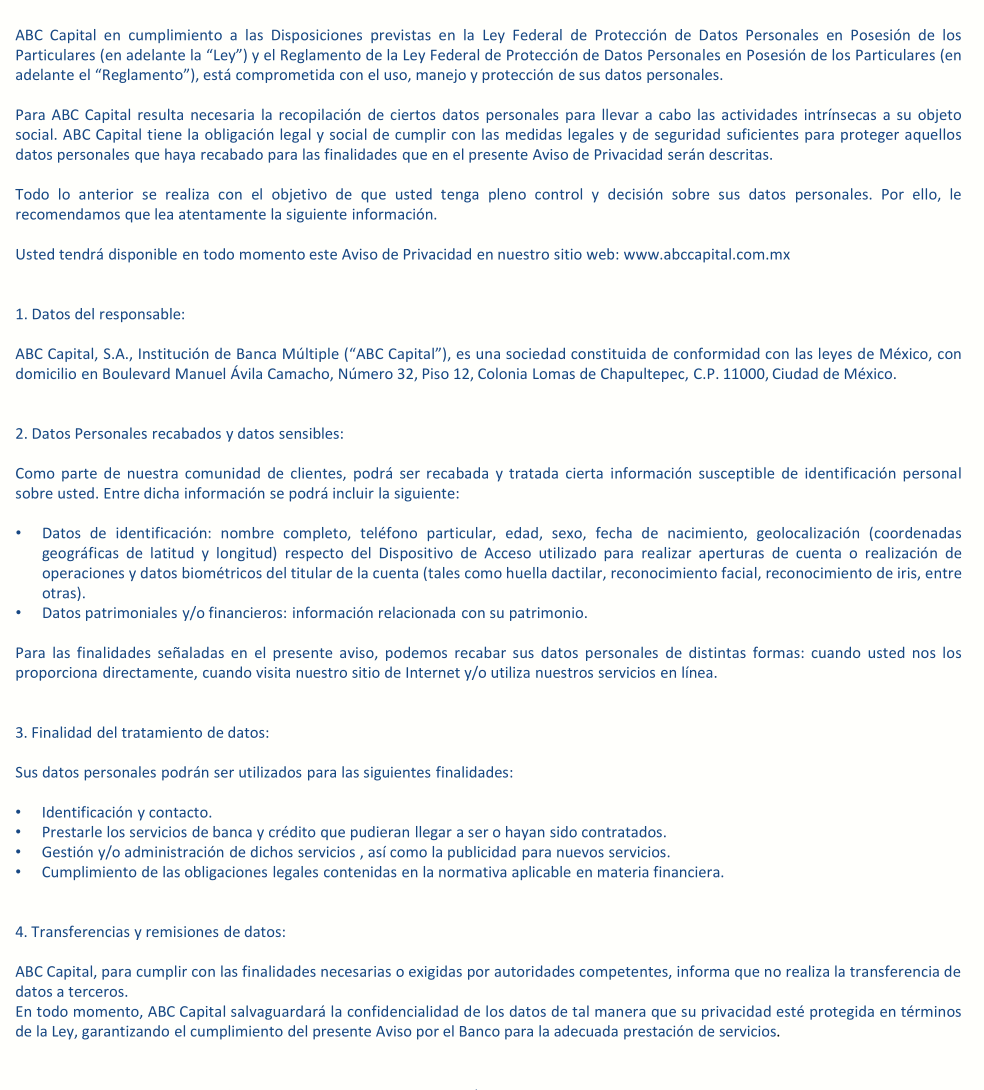 ABC Capital en cumplimiento a las Disposiciones previstas en la Ley Federal de Protección de Datos Personales en Posesión de los
Particulares (en adelante la “Ley”) y el Reglamento de la Ley Federal de Protección de Datos Personales en Posesión de los Particulares (en
adelante el “Reglamento”), está comprometida con el uso, manejo y protección de sus datos personales.
Para ABC Capital resulta necesaria la recopilación de ciertos datos personales para llevar a cabo las actividades intrínsecas a su objeto
social. ABC Capital tiene la obligación legal y social de cumplir con las medidas legales y de seguridad suficientes para proteger aquellos
datos personales que haya recabado para las finalidades que en el presente Aviso de Privacidad serán descritas.
Todo lo anterior se realiza con el objetivo de que usted tenga pleno control y decisión sobre sus datos personales. Por ello, le
recomendamos que lea atentamente la siguiente información.
Usted tendrá disponible en todo momento este Aviso de Privacidad en nuestro sitio web: www.abccapital.com.mx
1. Datos del responsable:
ABC Capital, S.A., Institución de Banca Múltiple (“ABC Capital”), es una sociedad constituida de conformidad con las leyes de México, con
domicilio en Boulevard Manuel Ávila Camacho, Número 32, Piso 12, Colonia Lomas de Chapultepec, C.P. 11000, Ciudad de México.
2. Datos Personales recabados y datos sensibles:
Como parte de nuestra comunidad de clientes, podrá ser recabada y tratada cierta información susceptible de identificación personal
sobre usted. Entre dicha información se podrá incluir la siguiente:
• Datos de identificación: nombre completo, teléfono particular, edad, sexo, fecha de nacimiento, geolocalización (coordenadas
geográficas de latitud y longitud) respecto del Dispositivo de Acceso utilizado para realizar aperturas de cuenta o realización de
operaciones y datos biométricos del titular de la cuenta (tales como huella dactilar, reconocimiento facial, reconocimiento de iris, entre
otras).
• Datos patrimoniales y/o financieros: información relacionada con su patrimonio.
Para las finalidades señaladas en el presente aviso, podemos recabar sus datos personales de distintas formas: cuando usted nos los
proporciona directamente, cuando visita nuestro sitio de Internet y/o utiliza nuestros servicios en línea.
3. Finalidad del tratamiento de datos:
Sus datos personales podrán ser utilizados para las siguientes finalidades:
• Identificación y contacto.
• Prestarle los servicios de banca y crédito que pudieran llegar a ser o hayan sido contratados.
• Gestión y/o administración de dichos servicios , así como la publicidad para nuevos servicios.
• Cumplimiento de las obligaciones legales contenidas en la normativa aplicable en materia financiera.
4. Transferencias y remisiones de datos:
ABC Capital, para cumplir con las finalidades necesarias o exigidas por autoridades competentes, informa que no realiza la transferencia de
datos a terceros.
En todo momento, ABC Capital salvaguardará la confidencialidad de los datos de tal manera que su privacidad esté protegida en términos
de la Ley, garantizando el cumplimiento del presente Aviso por el Banco para la adecuada prestación de servicios.